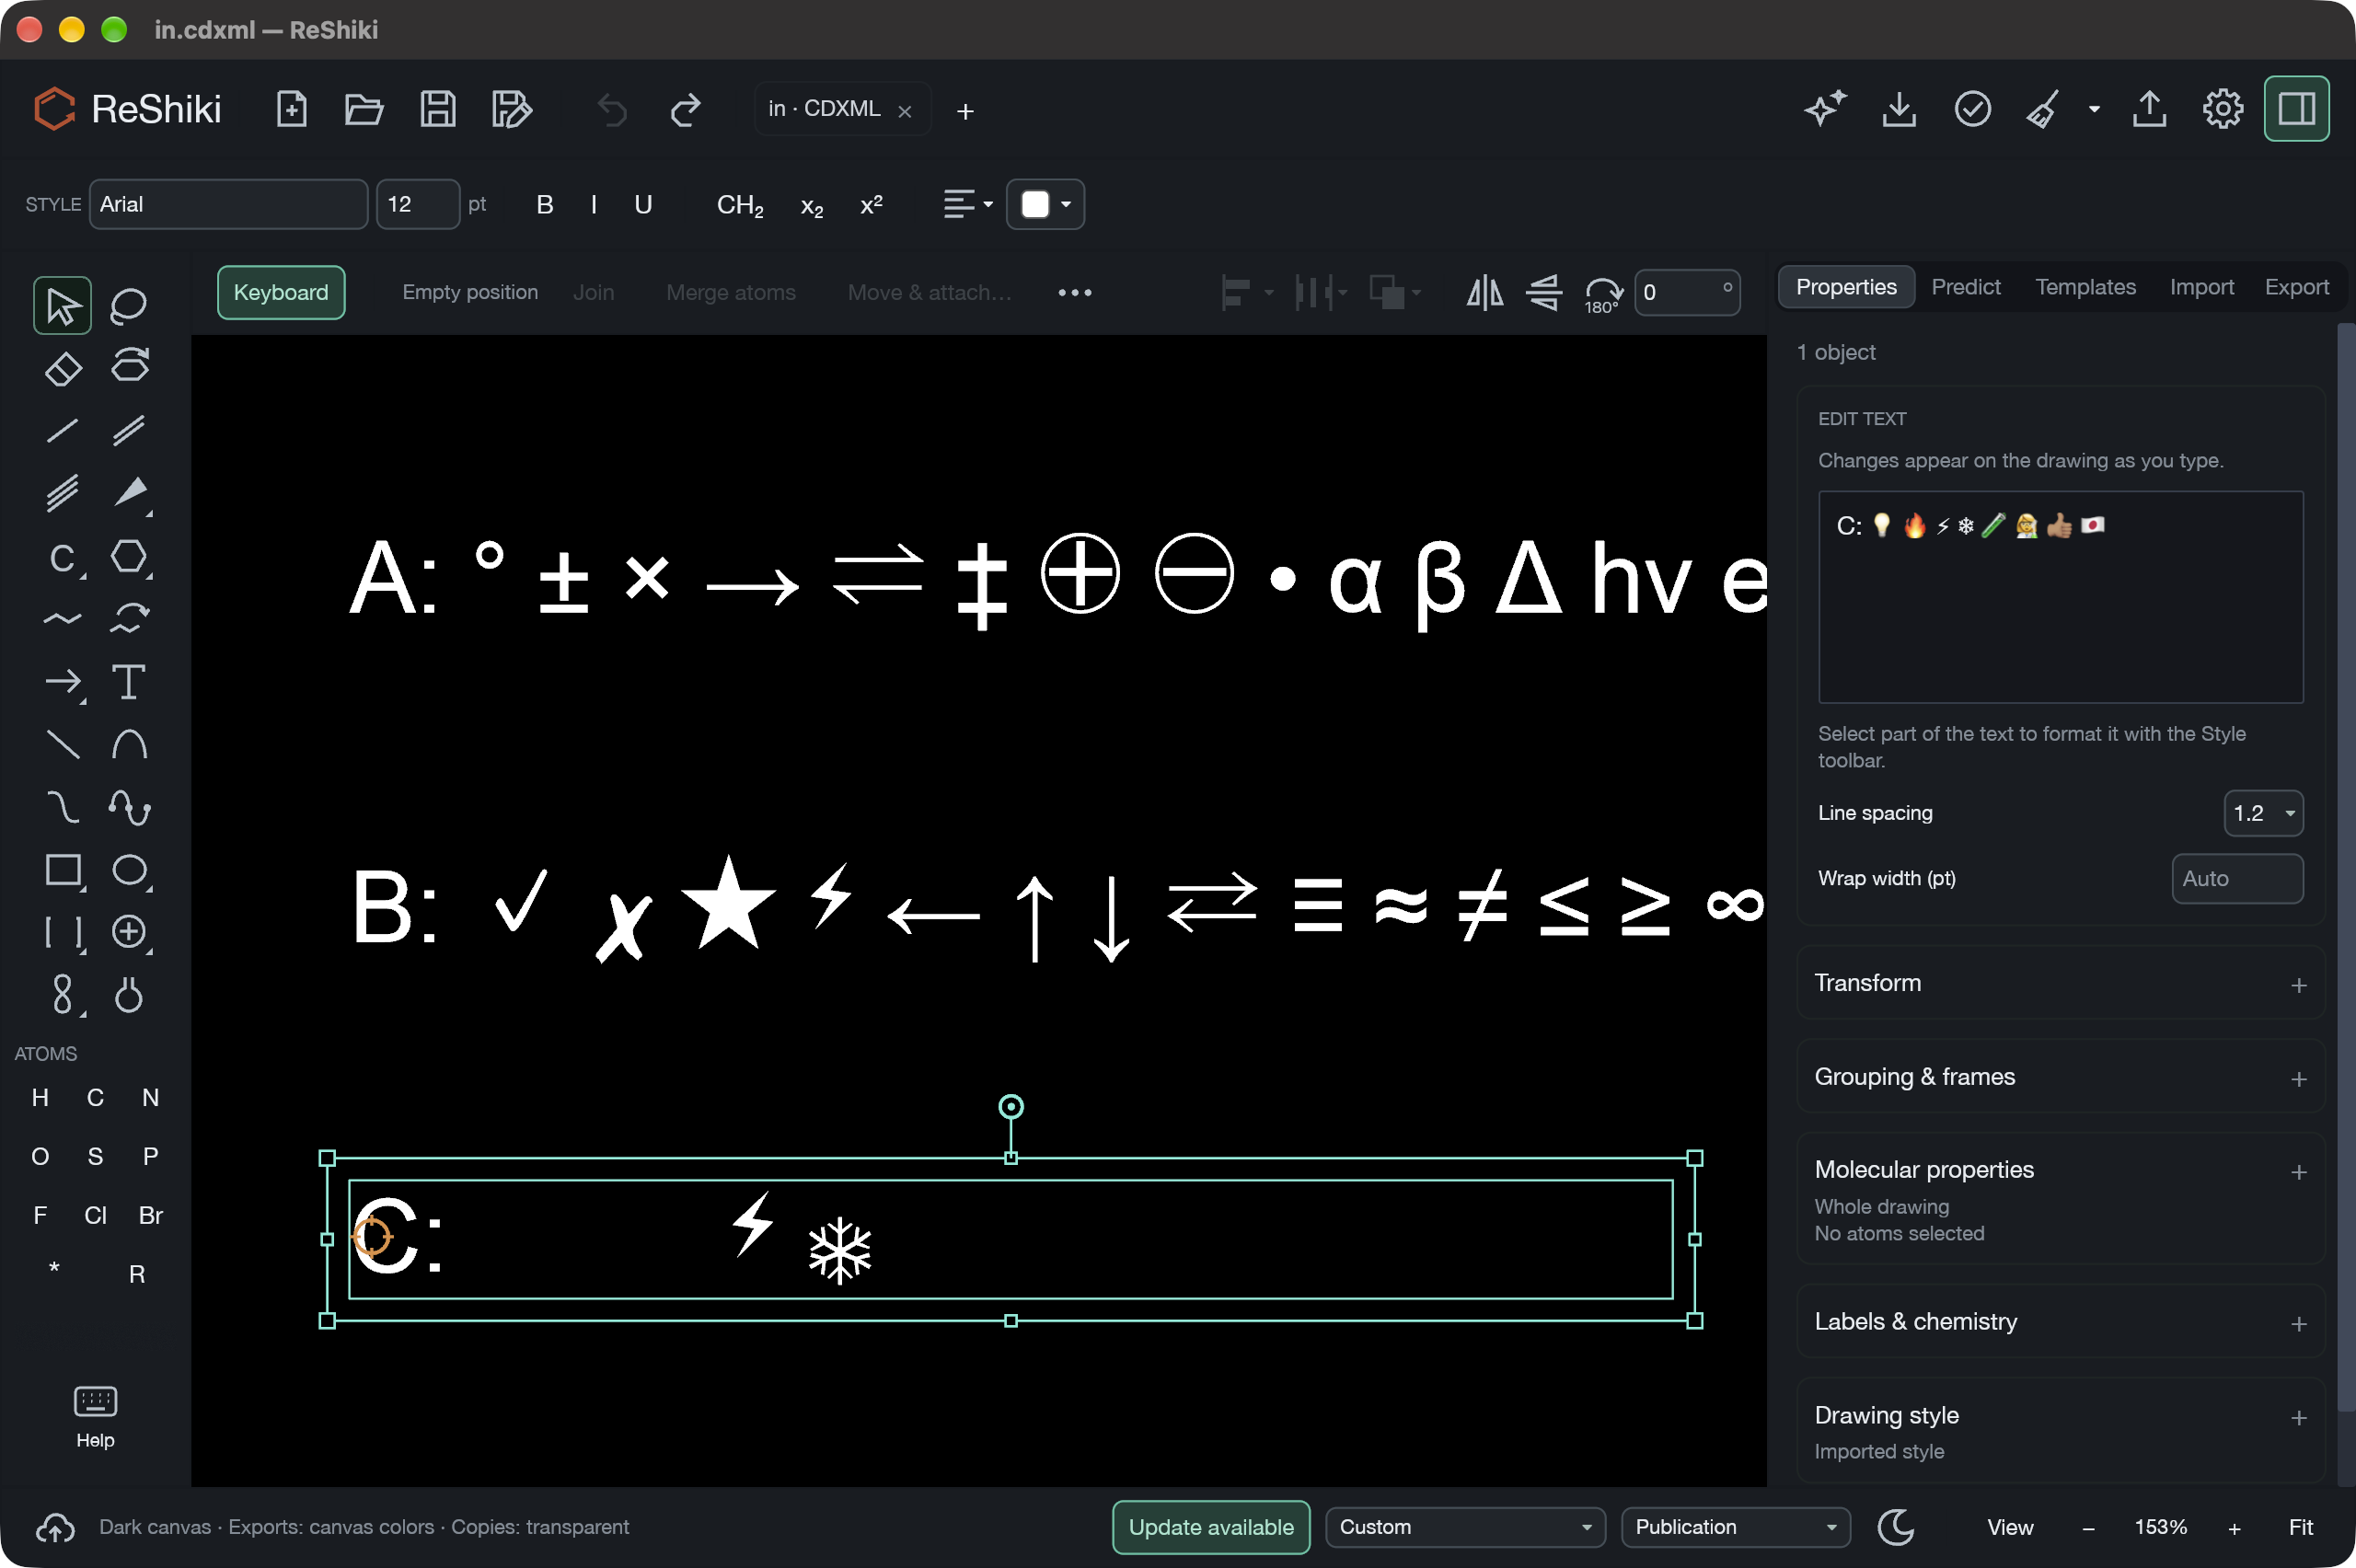 in.cdxml — ReShiki
ReShiki
in · CDXML × +
STYLE Arial 12 pt B I U CH₂ x₂ x²
Keyboard Empty position Join Merge atoms Move & attach… ••• 180° 0 °
Properties Predict Templates Import Export
1 object
EDIT TEXT
Changes appear on the drawing as you type.
C: 💡 🔥 ⚡ ❄ 🧪 👩‍🔬 👍🏽 🇯🇵
Select part of the text to format it with the Style
toolbar.
Line spacing 1.2
Wrap width (pt) Auto
Transform +
Grouping & frames +
Molecular properties +
Whole drawing
No atoms selected
Labels & chemistry +
Drawing style +
Imported style
A: ° ± × → ⇌ ‡ ⊕ ⊖ • α β Δ hν e
B: ✓ ✗ ★ ⚡ ← ↑ ↓ ⇄ ≡ ≈ ≠ ≤ ≥ ∞
C: ⚡ ❄
C
T
[ ]
ATOMS
H C N
O S P
F Cl Br
* R
Help
Dark canvas · Exports: canvas colors · Copies: transparent
Update available Custom Publication View − 153% + Fit